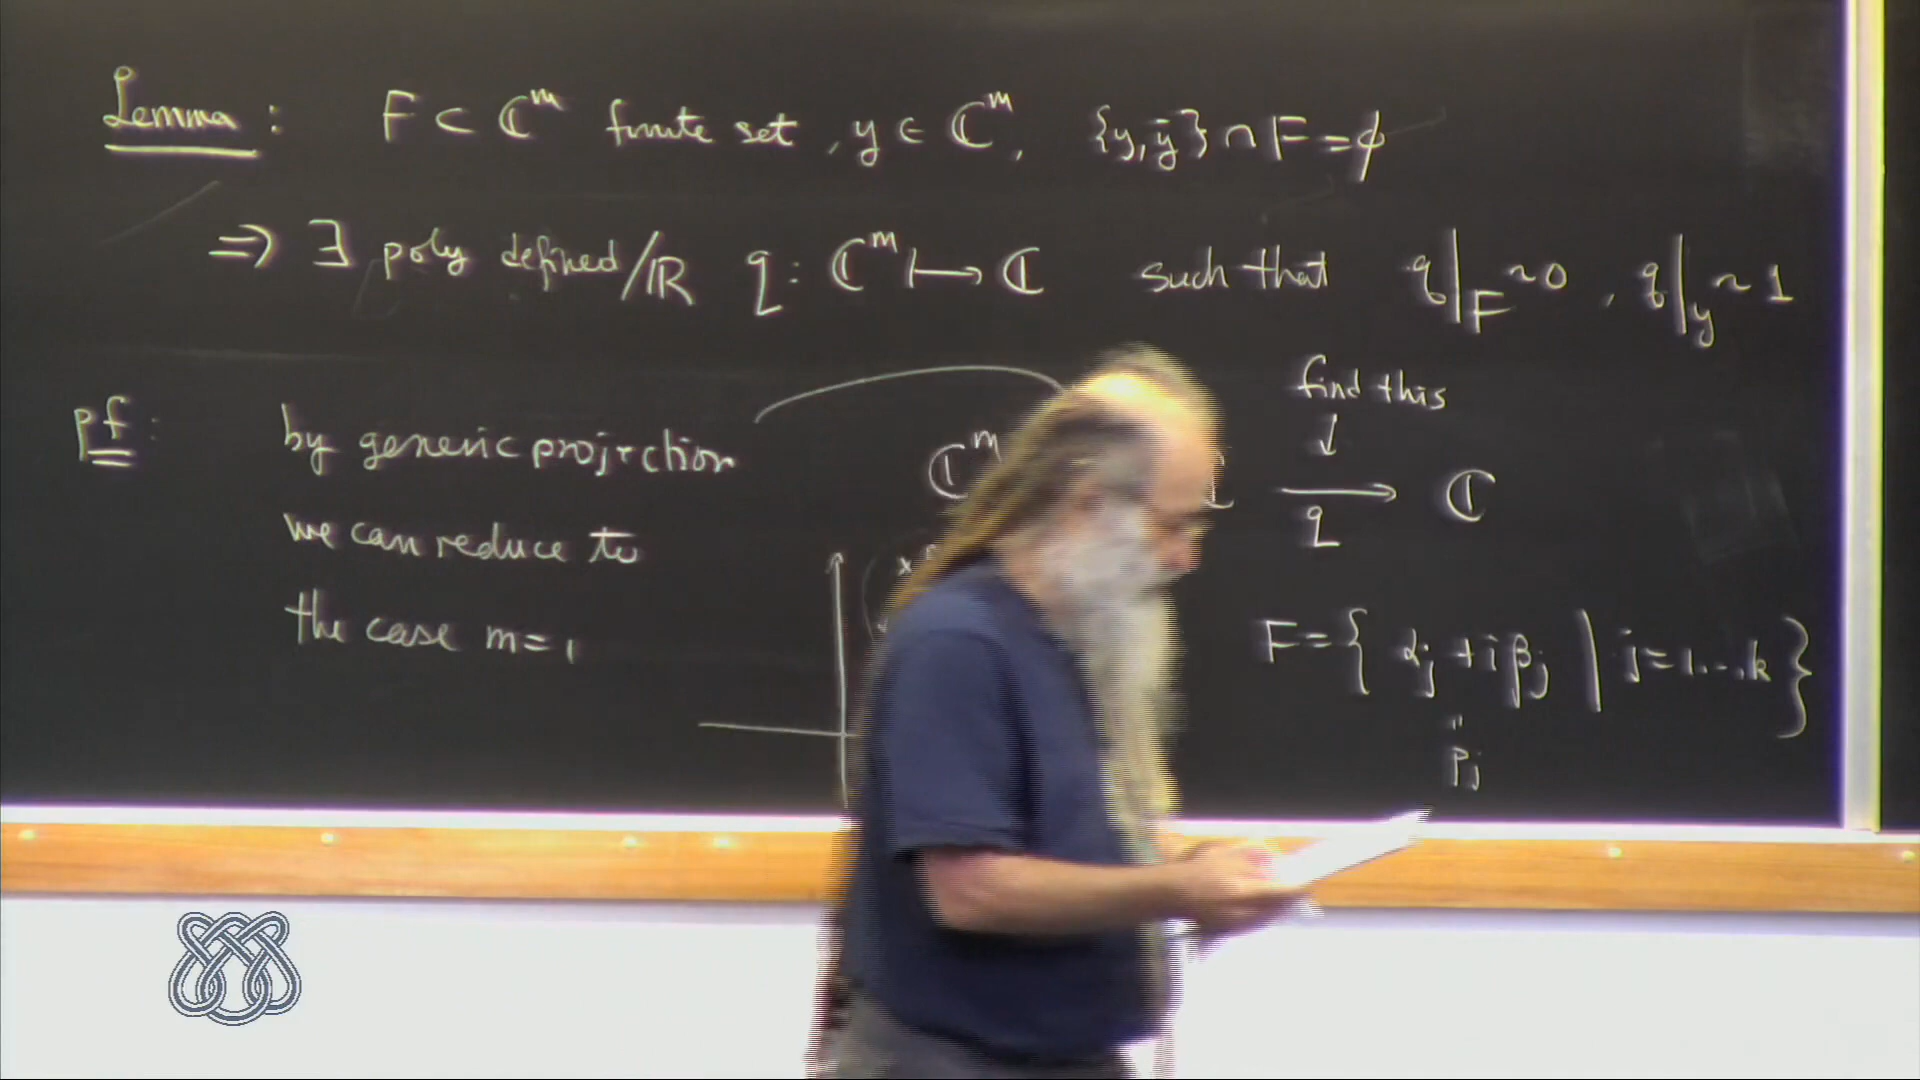 Lemma : F ⊂ ℂ^m finite set , y ∈ ℂ^m , {y, ȳ} ∩ F = ∅
⇒ ∃ poly defined/ℝ q : ℂ^m ↦ ℂ such that q|_F ~ 0 , q|_y ~ 1
pf : by generic projection
we can reduce to
the case m = 1
find this
↓
ℂ^m → ℂ
q
F = { αj + i βj | j = 1...k }
"
Pj